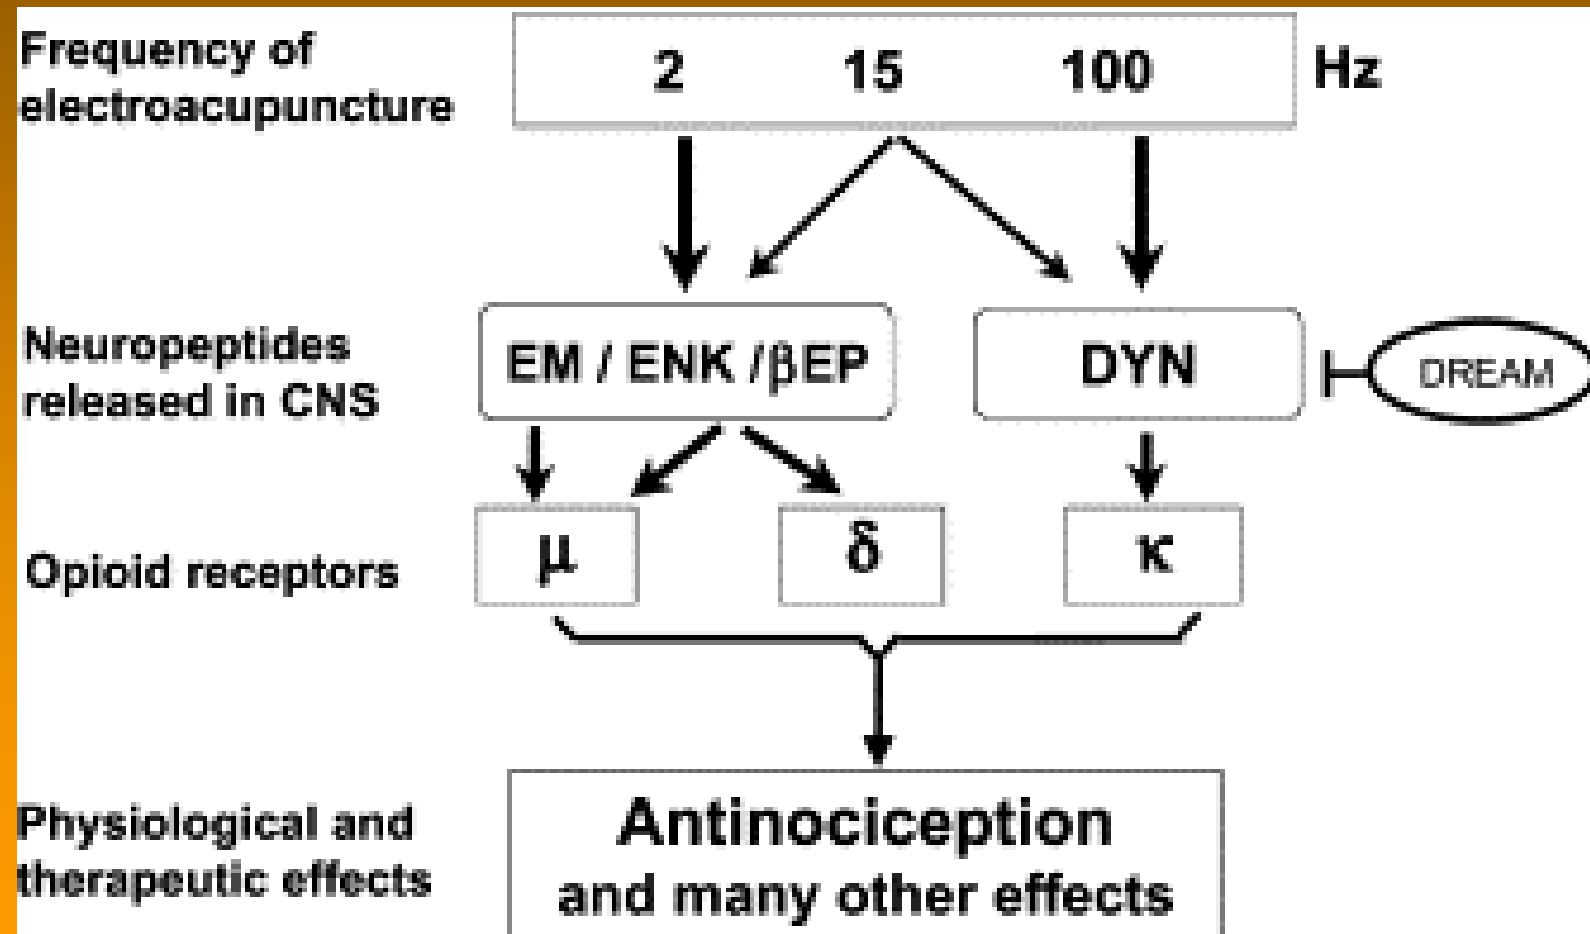 Frequency of
electroacupuncture
2 15 100 Hz
Neuropeptides
released in CNS
EM / ENK /βEP
DYN
DREAM
Opioid receptors
μ
δ
κ
Physiological and
therapeutic effects
Antinociception
and many other effects